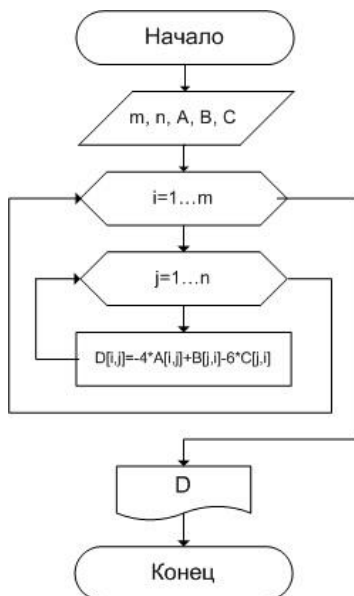 Начало
m, n, A, B, C
i=1...m
j=1...n
D[i,j]=-4*A[i,j]+B[j,i]-6*C[j,i]
D
Конец